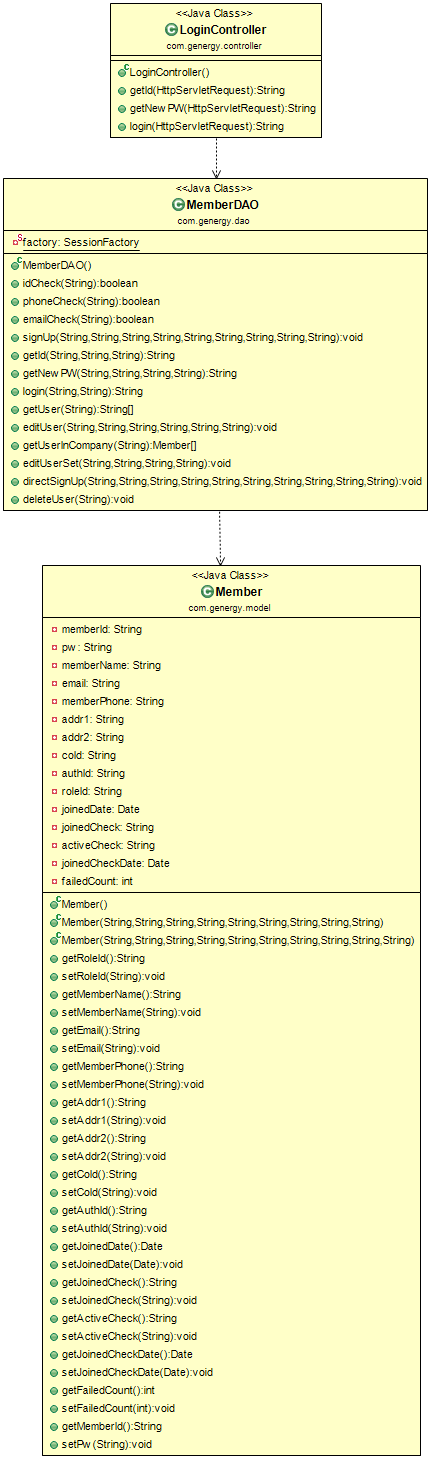 <<Java Class>>
LoginController
com.genergy.controller
LoginController()
getId(HttpServletRequest):String
getNewPW(HttpServletRequest):String
login(HttpServletRequest):String
<<Java Class>>
MemberDAO
com.genergy.dao
factory: SessionFactory
MemberDAO()
idCheck(String):boolean
phoneCheck(String):boolean
emailCheck(String):boolean
signUp(String,String,String,String,String,String,String,String,String):void
getId(String,String,String):String
getNewPW(String,String,String,String):String
login(String,String):String
getUser(String):String[]
editUser(String,String,String,String,String,String):void
getUserInCompany(String):Member[]
editUserSet(String,String,String,String):void
directSignUp(String,String,String,String,String,String,String,String,String,String):void
deleteUser(String):void
<<Java Class>>
Member
com.genergy.model
memberId: String
pw: String
memberName: String
email: String
memberPhone: String
addr1: String
addr2: String
coId: String
authId: String
roleId: String
joinedDate: Date
joinedCheck: String
activeCheck: String
joinedCheckDate: Date
failedCount: int
Member()
Member(String,String,String,String,String,String,String,String,String)
Member(String,String,String,String,String,String,String,String,String,String)
getRoleId():String
setRoleId(String):void
getMemberName():String
setMemberName(String):void
getEmail():String
setEmail(String):void
getMemberPhone():String
setMemberPhone(String):void
getAddr1():String
setAddr1(String):void
getAddr2():String
setAddr2(String):void
getCoId():String
setCoId(String):void
getAuthId():String
setAuthId(String):void
getJoinedDate():Date
setJoinedDate(Date):void
getJoinedCheck():String
setJoinedCheck(String):void
getActiveCheck():String
setActiveCheck(String):void
getJoinedCheckDate():Date
setJoinedCheckDate(Date):void
getFailedCount():int
setFailedCount(int):void
getMemberId():String
setPw(String):void